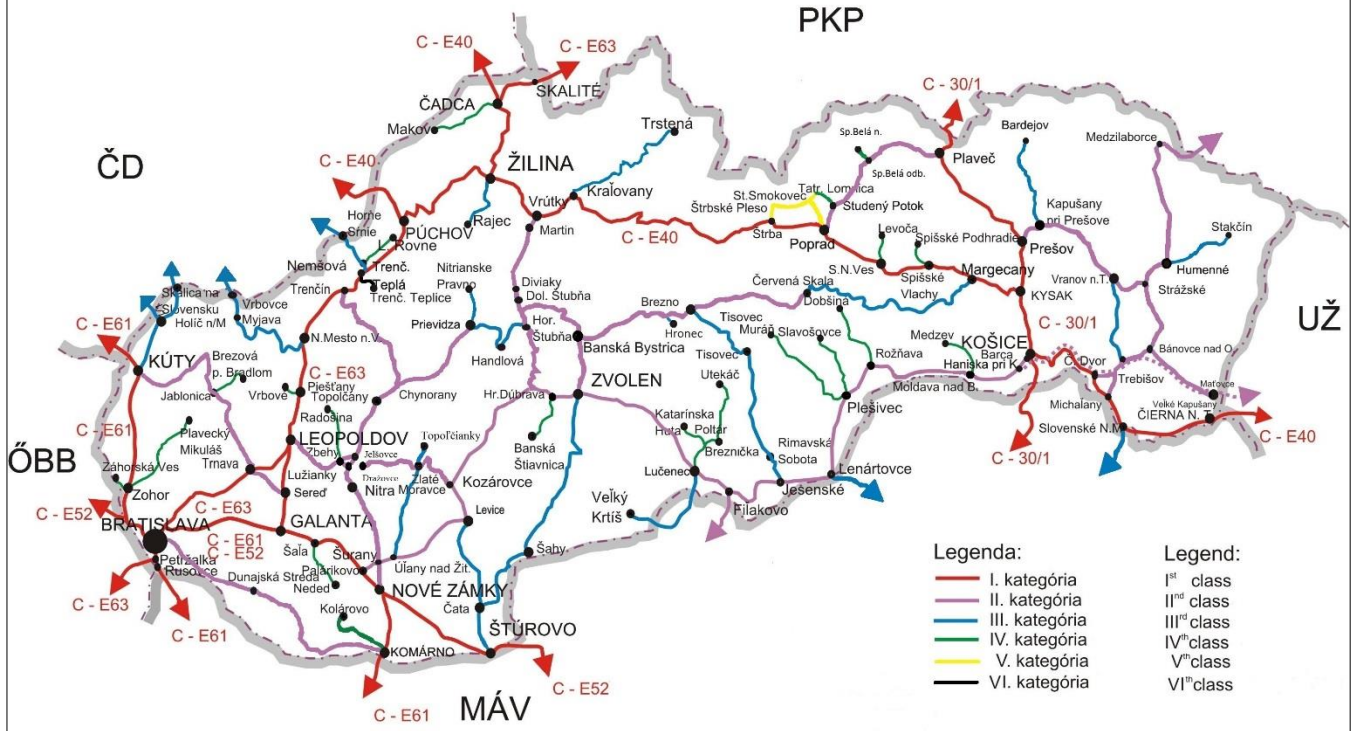 PKP
C - E40
C - E63
SKALITÉ
ČADCA
Makov
Trstená
C - 30/1
Bardejov
Medzilaborce
ČD
C - E40
ŽILINA
Sp.Belá n.
Plaveč
Sp.Belá odb.
Kraľovany
Vrútky
Martin
Rajec
St.Smokovec
Tatr. Lomnica
Štrbské Pleso
Studený Potok
Kapušany
pri Prešove
Horné
Srnie
PÚCHOV
L. Rovne
C - E40
Štrba
Poprad
Levoča
Spišské Podhradie
Prešov
Stakčín
Nemšová
Trenč.
Teplá
Trenč. Teplice
Trenčín
Nitrianske
Pravno
Diviaky
Dol. Štubňa
Červená Skala
S.N.Ves
Spišské
Vlachy
Margecany
Vranov n.T.
Humenné
Strážske
Skalica na
Slovensku
Holíč n/M
Vrbovce
Myjava
Prievidza
Hor.
Štubňa
Brezno
Dobšiná
KYSAK
UŽ
C - E61
N.Mesto n.V.
Handlová
Hronec
Banská Bystrica
Tisovec
Muráň
Slavošovce
Medzev
KOŠICE
C - 30/1
KÚTY
Brezová
p. Bradlom
C - E63
Tisovec
Rožňava
Barca
Haniska pri K
Č. Dvor
Bánovce nad O.
Jablonica
Vrbové
Piešťany
Topolčany
Chynorany
ZVOLEN
Utekáč
Moldava nad B.
Trebišov
Maťovce
Radošina
Hr.Dúbrava
Plešivec
Michaľany
Veľké Kapušany
C - E61
Plavecký
Mikuláš
LEOPOLDOV
Topoľčianky
Katarínska
Huta
Poltár
Slovenské N.M
ČIERNA N. T.
ŐBB
Záhorská Ves
Trnava
Zbehy
Jelšovce
Banská
Štiavnica
Breznička
Rimavská
Sobota
C - 30/1
C - E40
Lužianky
Dražovce
Zlaté
Moravce
Kozárovce
Lučenec
Lenártovce
Zohor
Sereď
Nitra
Jesenské
C - E52
C - E63
Levice
Veľký
Krtíš
Fiľakovo
BRATISLAVA
C - E61
C - E52
GALANTA
Šaľa
Šurany
Šahy.
Petržalka
Rusovce
Palárikovo
Úľany nad Žit.
Dunajská Streda
Neded
NOVÉ ZÁMKY
C - E63
Kolárovo
Čata
C - E61
ŠTÚROVO
KOMÁRNO
C - E52
C - E61
MÁV
Legenda:
Legend:
I. kategória
Ist class
II. kategória
IInd class
III. kategória
IIIrd class
IV. kategória
IVth class
V. kategória
Vth class
VI. kategória
VIth class